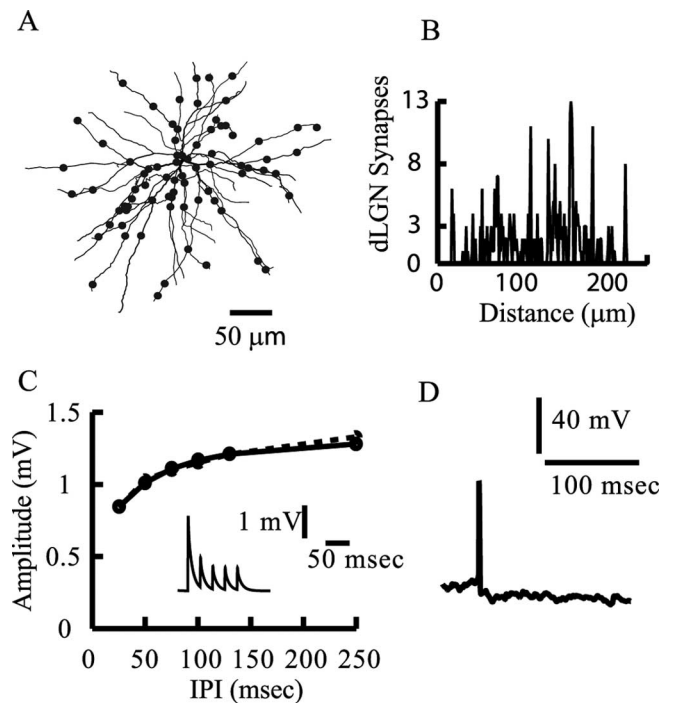 A
50 μm
B
dLGN Synapses
13
8
3
0
0 100 200
Distance (μm)
C
Amplitude (mV)
1.5
1
0.5
0
1 mV
50 msec
0 50 100 150 200 250
IPI (msec)
D
40 mV
100 msec